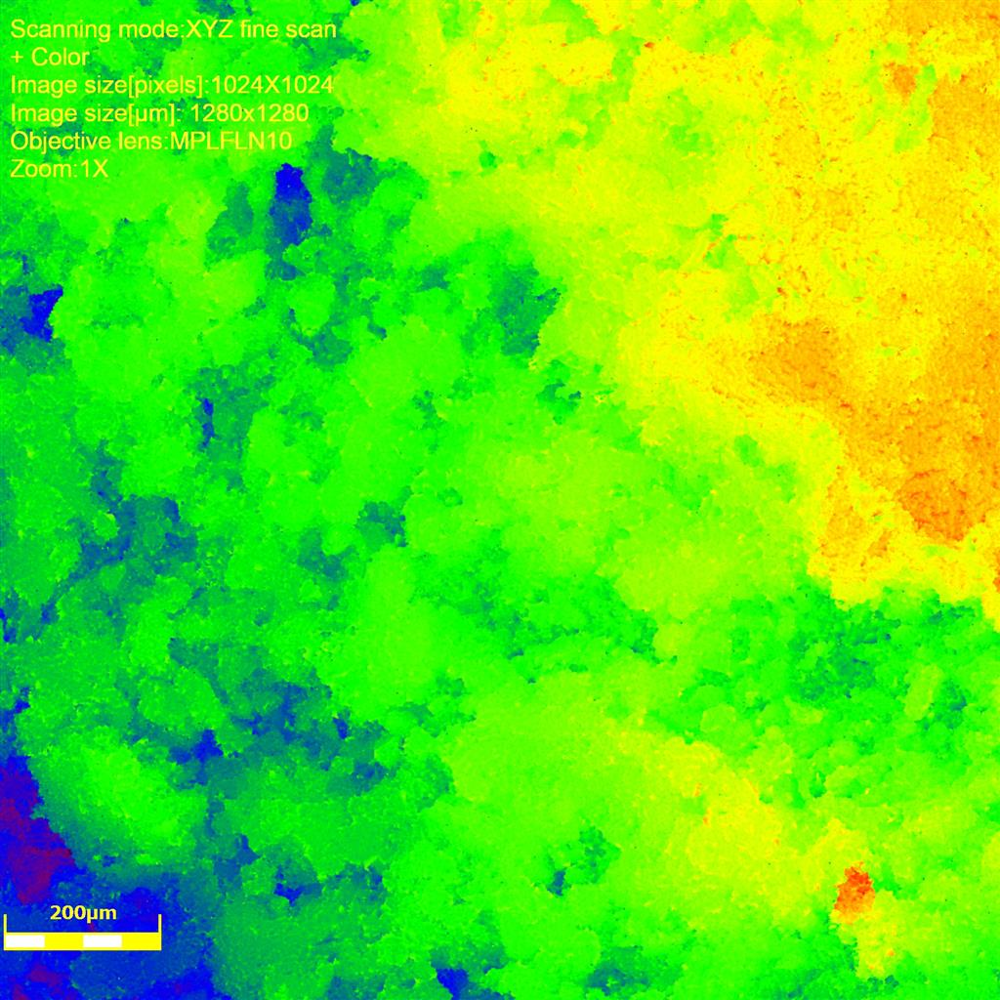 Scanning mode:XYZ fine scan
+ Color
Image size[pixels]:1024X1024
Image size[µm]: 1280x1280
Objective lens:MPLFLN10
Zoom:1X
200µm